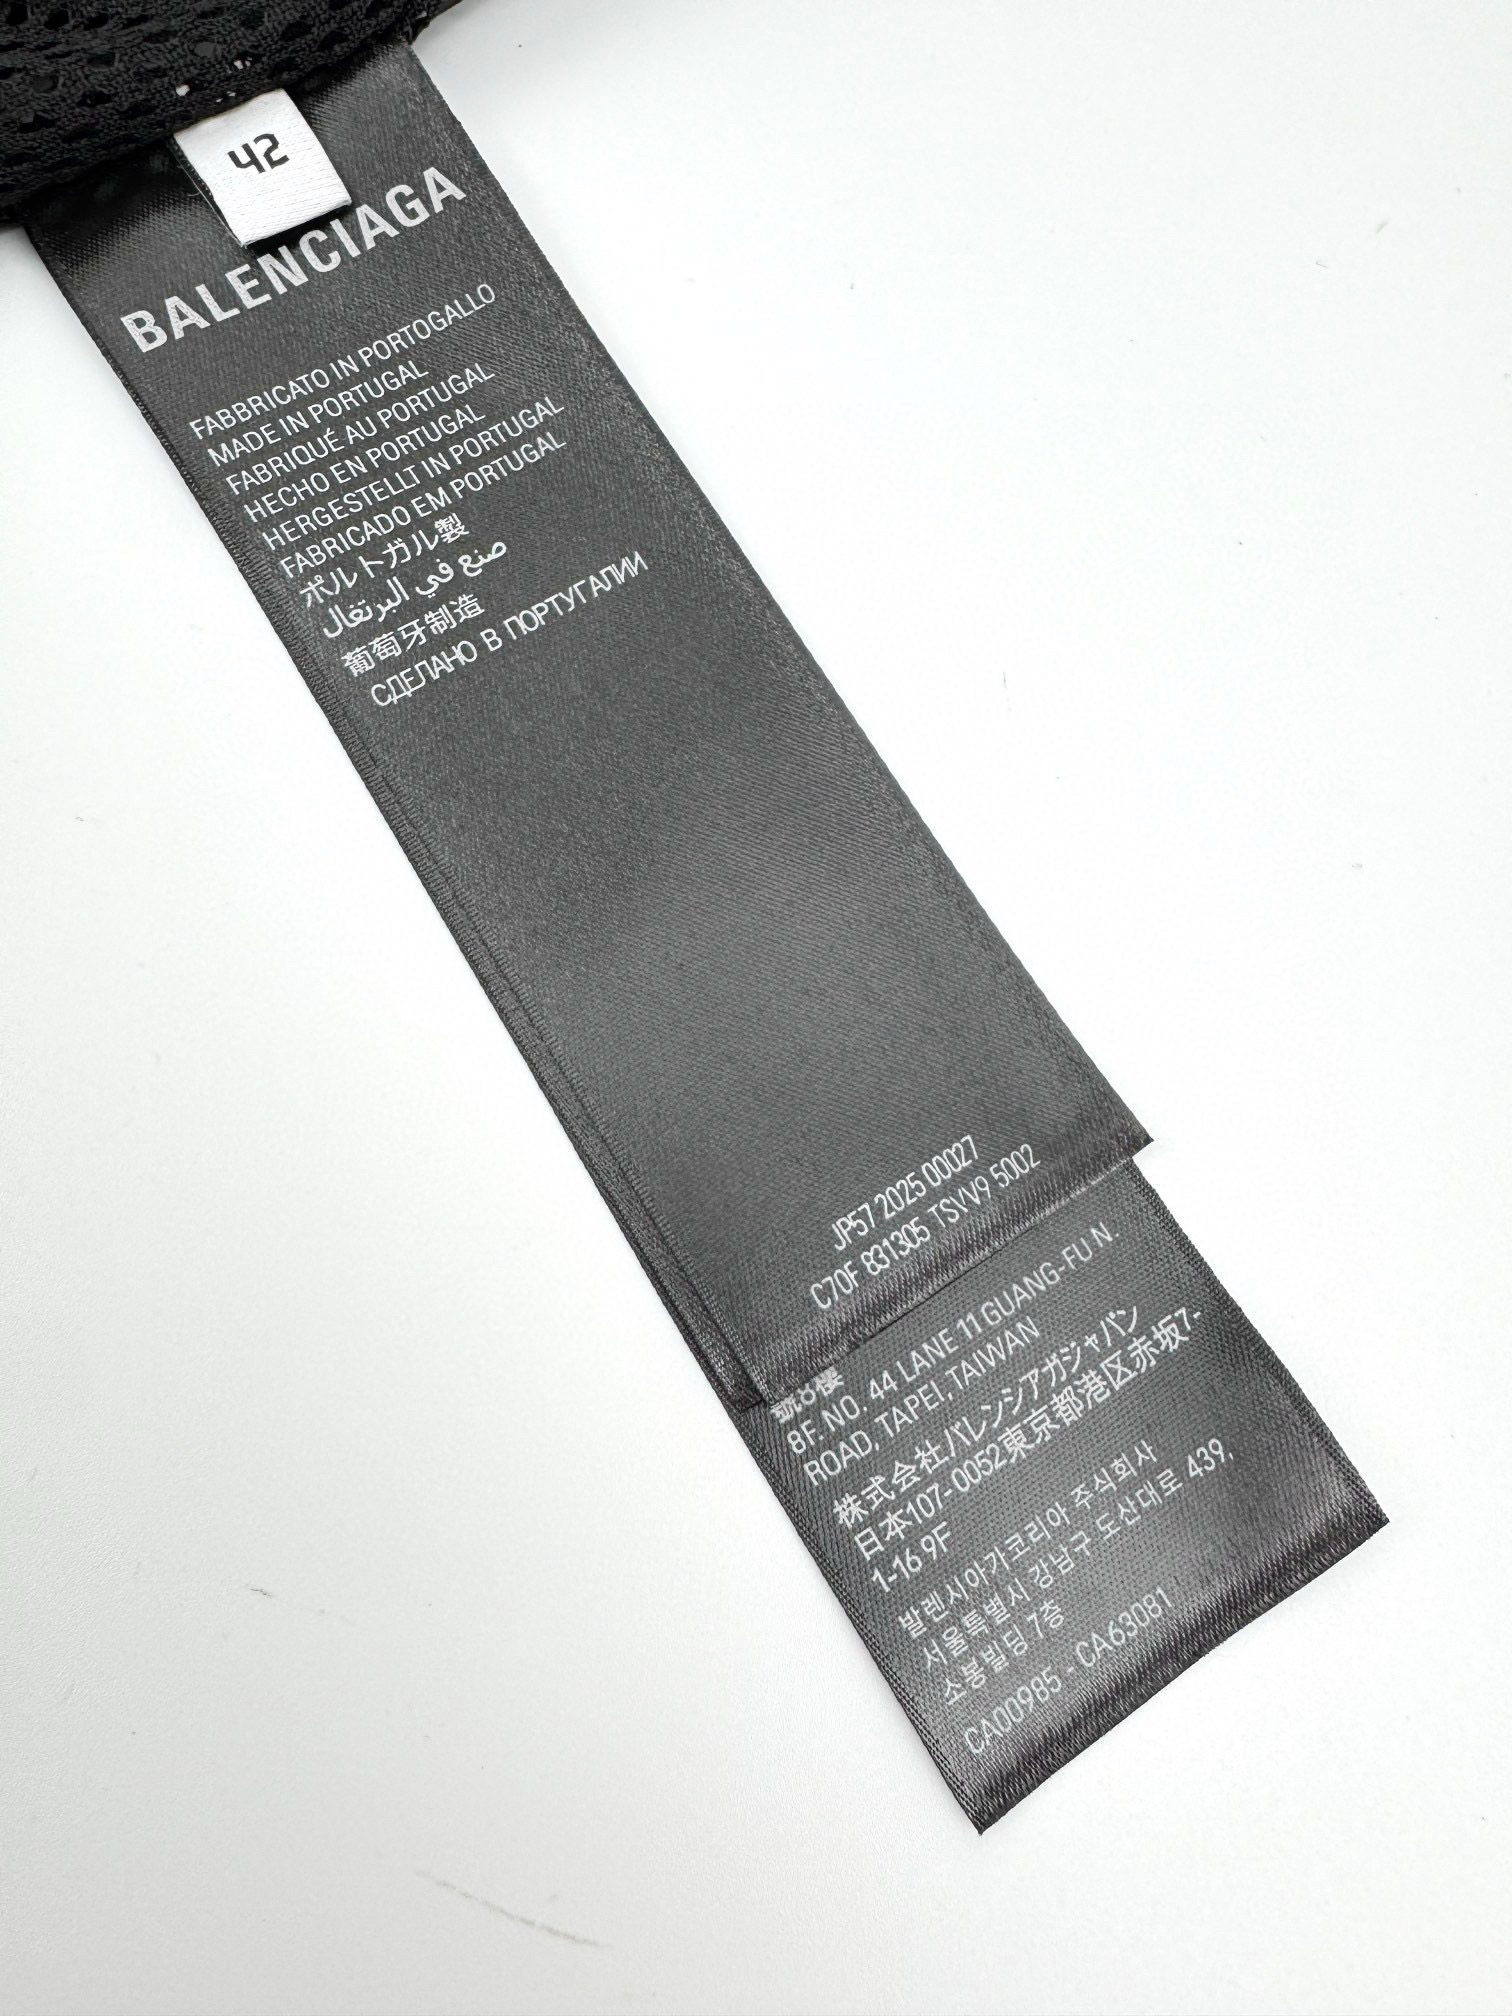 42
BALENCIAGA
FABBRICATO IN PORTOGALLO
MADE IN PORTUGAL
FABRIQUÉ AU PORTUGAL
HECHO EN PORTUGAL
HERGESTELLT IN PORTUGAL
FABRICADO EM PORTUGAL
ポルトガル製
صنع في البرتغال
葡萄牙制造
СДЕЛАНО В ПОРТУГАЛИИ
JP57 2025 00027
C70F 831305 TSVV9 5002
號8樓
8F. NO. 44 LANE 11 GUANG-FU N.
ROAD, TAPEI, TAIWAN
株式会社バレンシアガジャパン
日本107-0052東京都港区赤坂7-
1-16 9F
발렌시아가코리아 주식회사
서울특별시 강남구 도산대로 439,
소봉빌딩 7층
CA00985 - CA63081